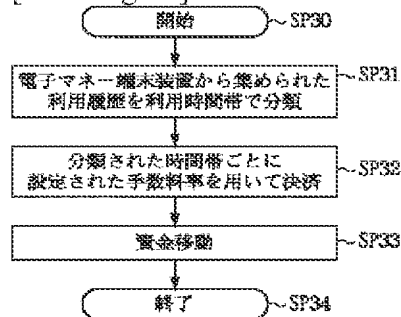 開始
SP30
電子マネー端末装置から集められた
利用履歴を利用時間帯で分類
SP31
分類された時間帯ごとに
設定された手数料率を用いて決済
SP32
資金移動
SP33
終了
SP34